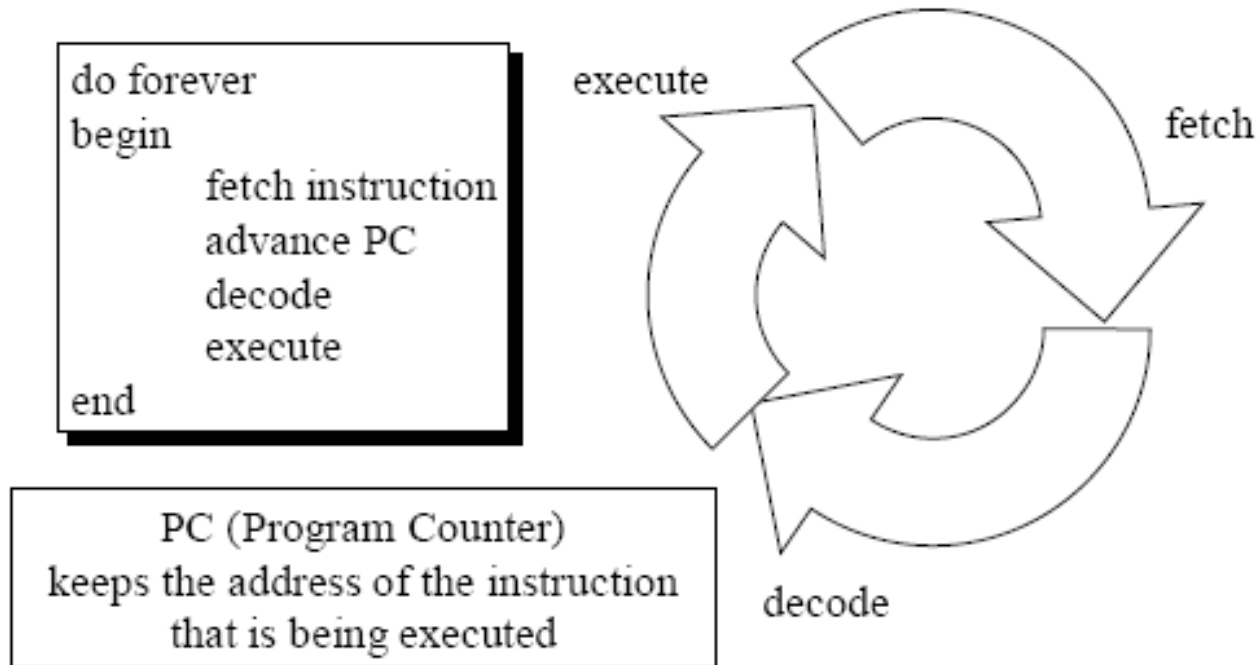 do forever
begin
fetch instruction
advance PC
decode
execute
end
PC (Program Counter)
keeps the address of the instruction
that is being executed
execute
fetch
decode